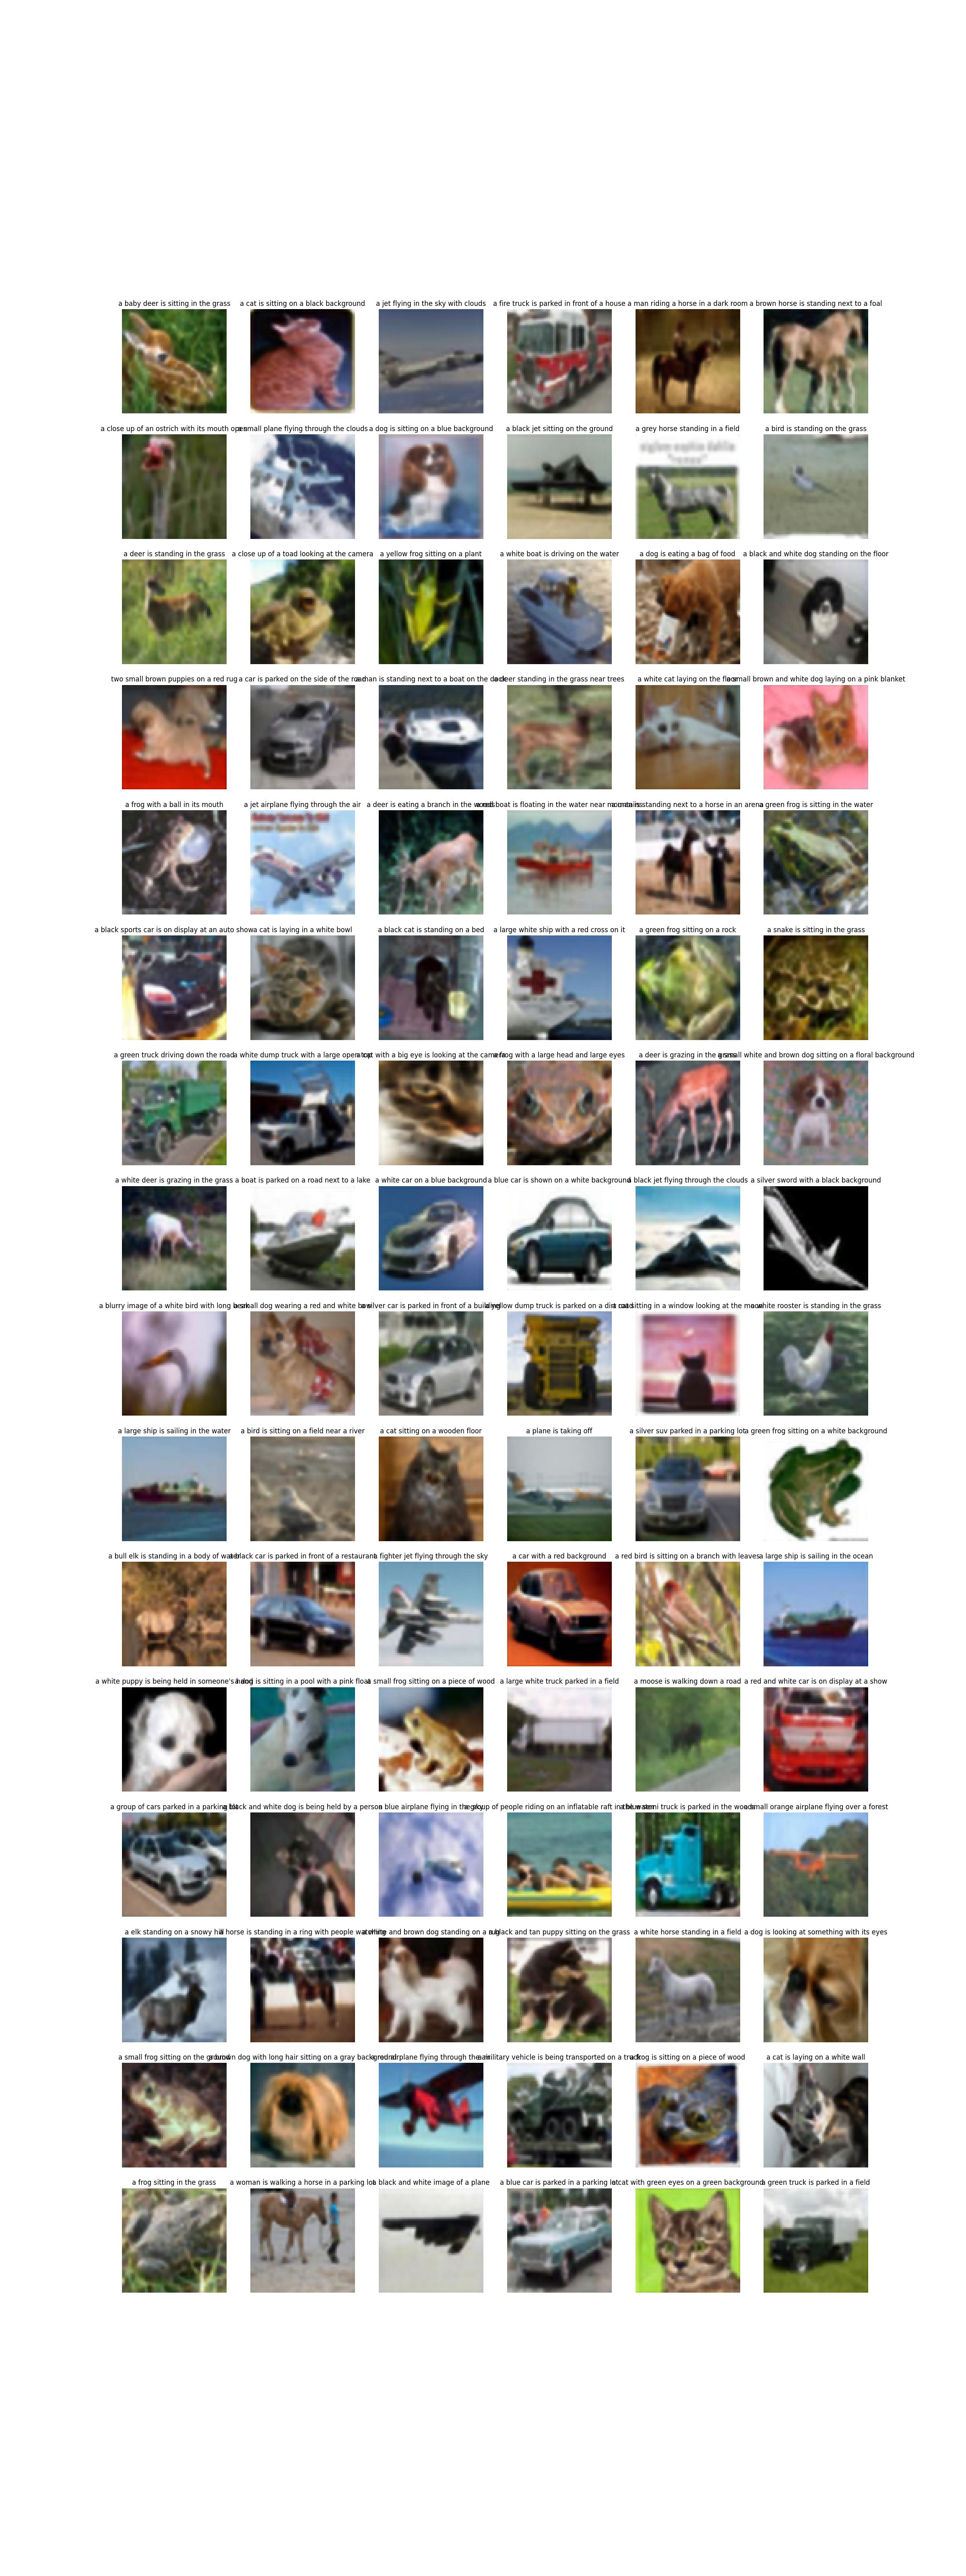 a baby deer is sitting in the grass
a cat is sitting on a black background
a jet flying in the sky with clouds
a fire truck is parked in front of a house
a man riding a horse in a dark room
a brown horse is standing next to a foal
a close up of an ostrich with its mouth open
a small plane flying through the clouds
a dog is sitting on a blue background
a black jet sitting on the ground
a grey horse standing in a field
a bird is standing on the grass
a deer is standing in the grass
a close up of a toad looking at the camera
a yellow frog sitting on a plant
a white boat is driving on the water
a dog is eating a bag of food
a black and white dog standing on the floor
two small brown puppies on a red rug
a car is parked on the side of the road
a man is standing next to a boat on the dock
a deer standing in the grass near trees
a white cat laying on the floor
a small brown and white dog laying on a pink blanket
a frog with a ball in its mouth
a jet airplane flying through the air
a deer is eating a branch in the woods
a red boat is floating in the water near mountains
a man is standing next to a horse in an arena
a green frog is sitting in the water
a black sports car is on display at an auto show
a cat is laying in a white bowl
a black cat is standing on a bed
a large white ship with a red cross on it
a green frog sitting on a rock
a snake is sitting in the grass
a green truck driving down the road
a white dump truck with a large open top
a cat with a big eye is looking at the camera
a frog with a large head and large eyes
a deer is grazing in the grass
a small white and brown dog sitting on a floral background
a white deer is grazing in the grass
a boat is parked on a road next to a lake
a white car on a blue background
a blue car is shown on a white background
a black jet flying through the clouds
a silver sword with a black background
a blurry image of a white bird with long beak
a small dog wearing a red and white bow
a silver car is parked in front of a building
a yellow dump truck is parked on a dirt road
a cat sitting in a window looking at the moon
a white rooster is standing in the grass
a large ship is sailing in the water
a bird is sitting on a field near a river
a cat sitting on a wooden floor
a plane is taking off
a silver suv parked in a parking lot
a green frog sitting on a white background
a bull elk is standing in a body of water
a black car is parked in front of a restaurant
a fighter jet flying through the sky
a car with a red background
a red bird is sitting on a branch with leaves
a large ship is sailing in the ocean
a white puppy is being held in someone's hand
a dog is sitting in a pool with a pink float
a small frog sitting on a piece of wood
a large white truck parked in a field
a moose is walking down a road
a red and white car is on display at a show
a group of cars parked in a parking lot
a black and white dog is being held by a person
a blue airplane flying in the sky
a group of people riding on an inflatable raft in the water
a blue semi truck is parked in the woods
a small orange airplane flying over a forest
a elk standing on a snowy hill
a horse is standing in a ring with people watching
a white and brown dog standing on a rug
a black and tan puppy sitting on the grass
a white horse standing in a field
a dog is looking at something with its eyes
a small frog sitting on the ground
a brown dog with long hair sitting on a gray background
a red airplane flying through the air
a military vehicle is being transported on a truck
a frog is sitting on a piece of wood
a cat is laying on a white wall
a frog sitting in the grass
a woman is walking a horse in a parking lot
a black and white image of a plane
a blue car is parked in a parking lot
a cat with green eyes on a green background
a green truck is parked in a field